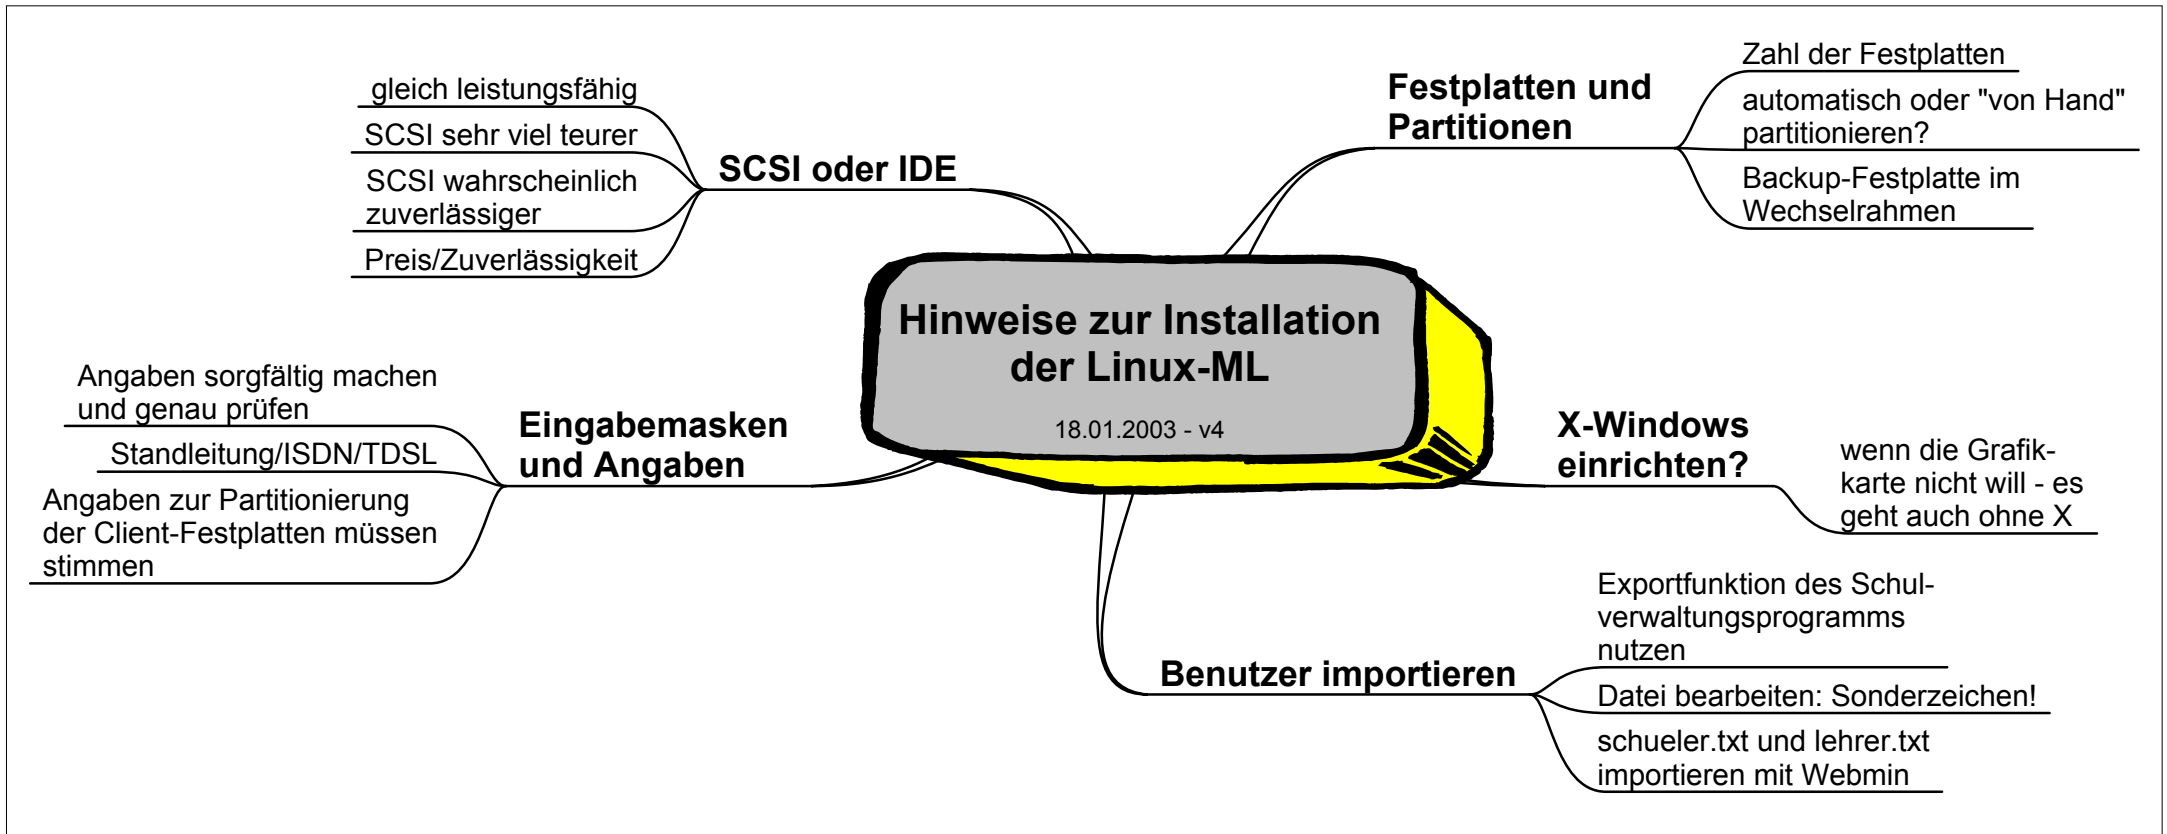 Hinweise zur Installation
der Linux-ML
18.01.2003 - v4
Festplatten und
Partitionen
Zahl der Festplatten
automatisch oder "von Hand"
partitionieren?
Backup-Festplatte im
Wechselrahmen
X-Windows
einrichten?
wenn die Grafik-
karte nicht will - es
geht auch ohne X
Benutzer importieren
Exportfunktion des Schul-
verwaltungsprogramms
nutzen
Datei bearbeiten: Sonderzeichen!
schueler.txt und lehrer.txt
importieren mit Webmin
Eingabemasken
und Angaben
Angaben sorgfältig machen
und genau prüfen
Standleitung/ISDN/TDSL
Angaben zur Partitionierung
der Client-Festplatten müssen
stimmen
SCSI oder IDE
gleich leistungsfähig
SCSI sehr viel teurer
SCSI wahrscheinlich
zuverlässiger
Preis/Zuverlässigkeit